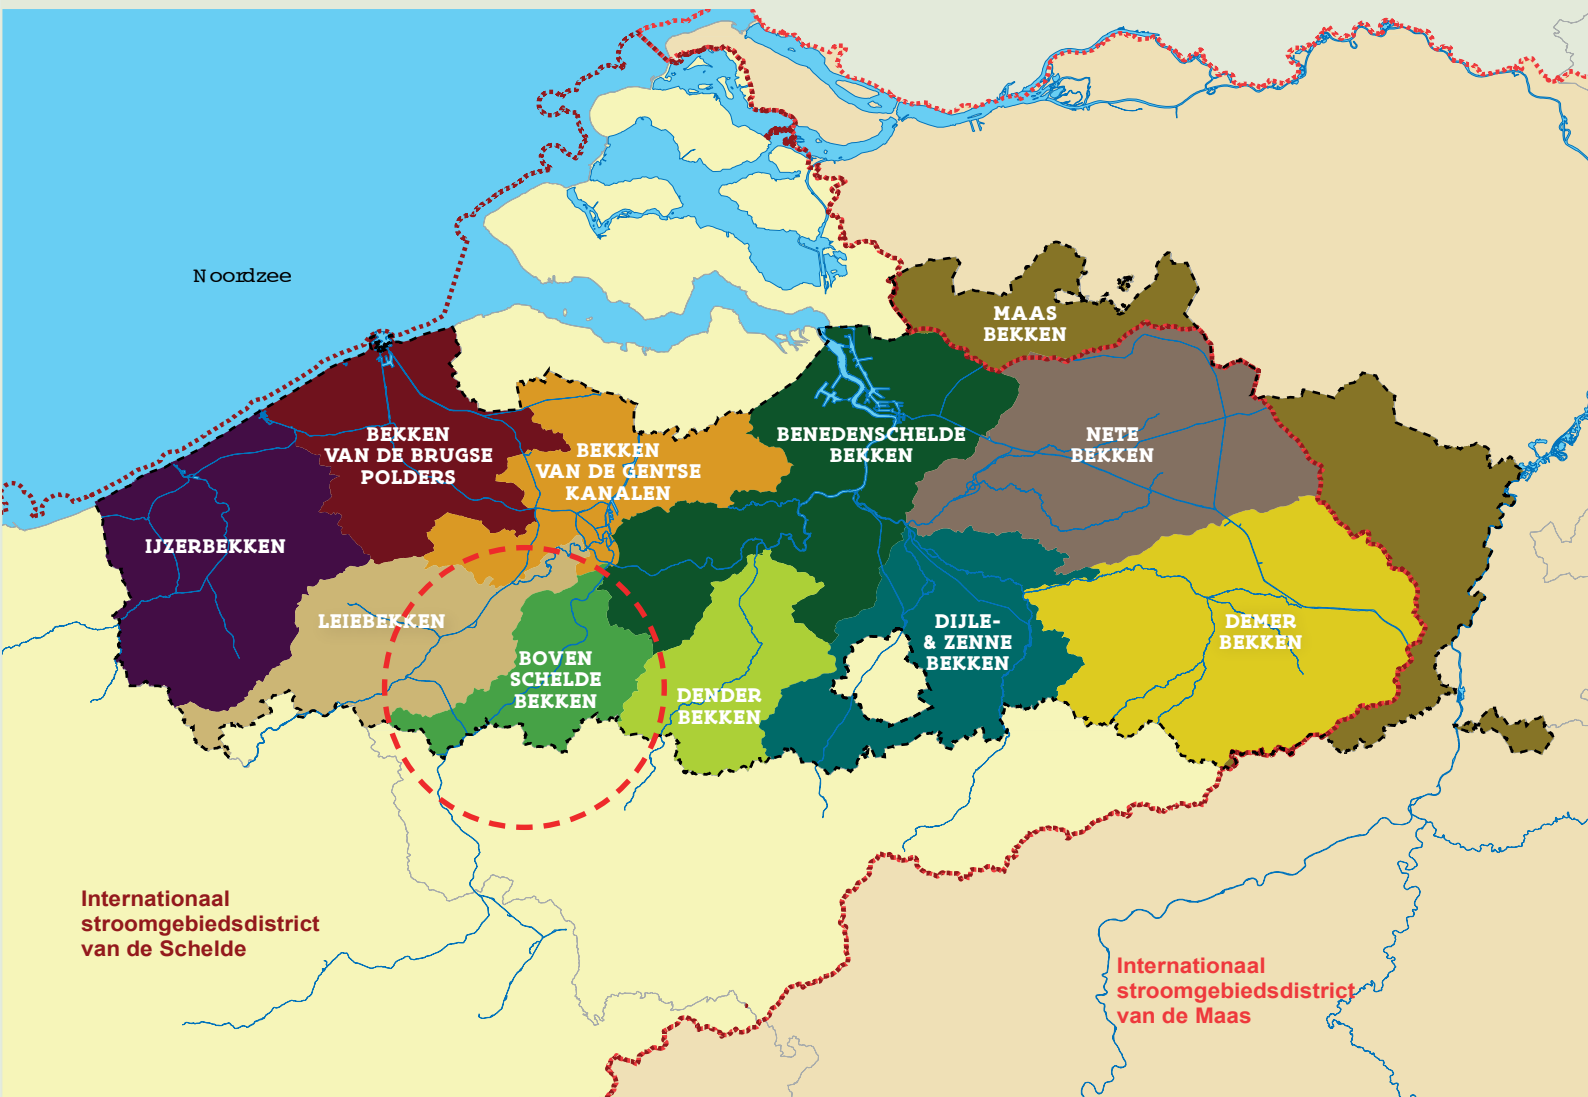 Noordzee
MAAS
BEKKEN
BEKKEN
VAN DE BRUGSE
POLDERS
BEKKEN
VAN DE GENTSE
KANALEN
BENEDENSCHELDE
BEKKEN
NETE
BEKKEN
IJZERBEKKEN
LEIEBEKKEN
BOVEN
SCHELDE
BEKKEN
DENDER
BEKKEN
DIJLE-
& ZENNE
BEKKEN
DEMER
BEKKEN
Internationaal
stroomgebiedsdistrict
van de Schelde
Internationaal
stroomgebiedsdistrict
van de Maas